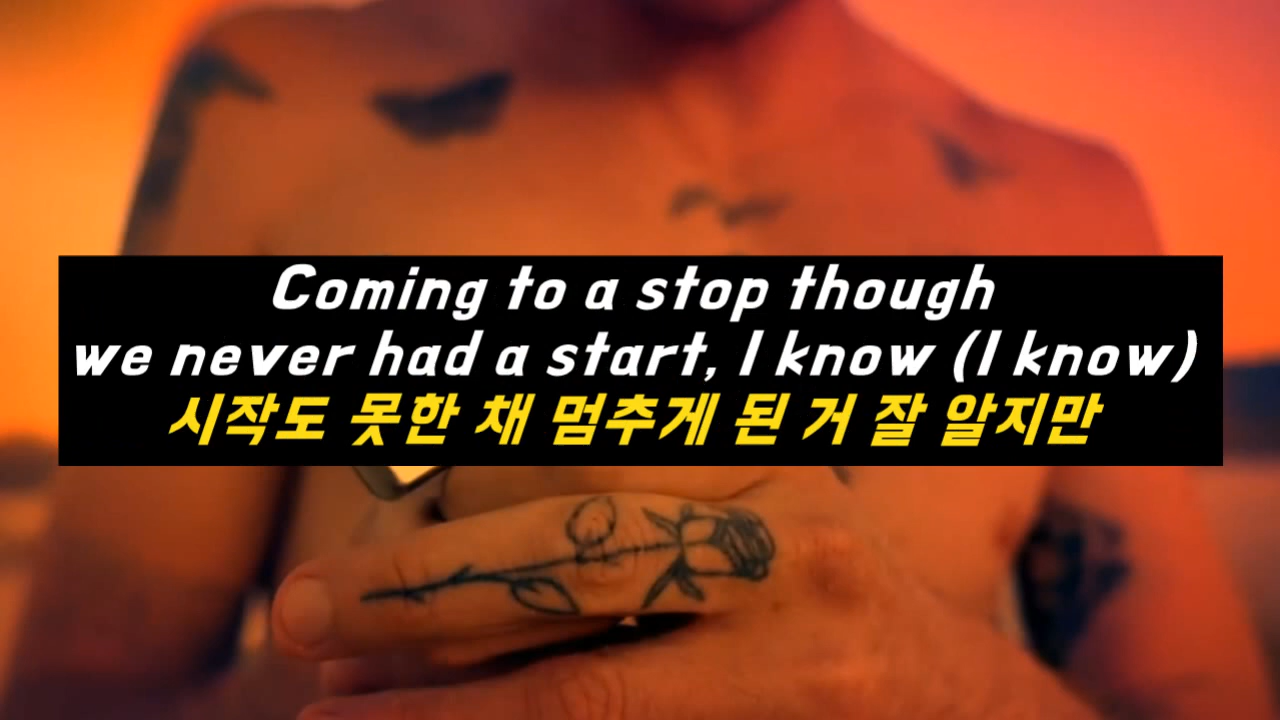 Coming to a stop though
we never had a start, I know (I know)
시작도 못한 채 멈추게 된 거 잘 알지만